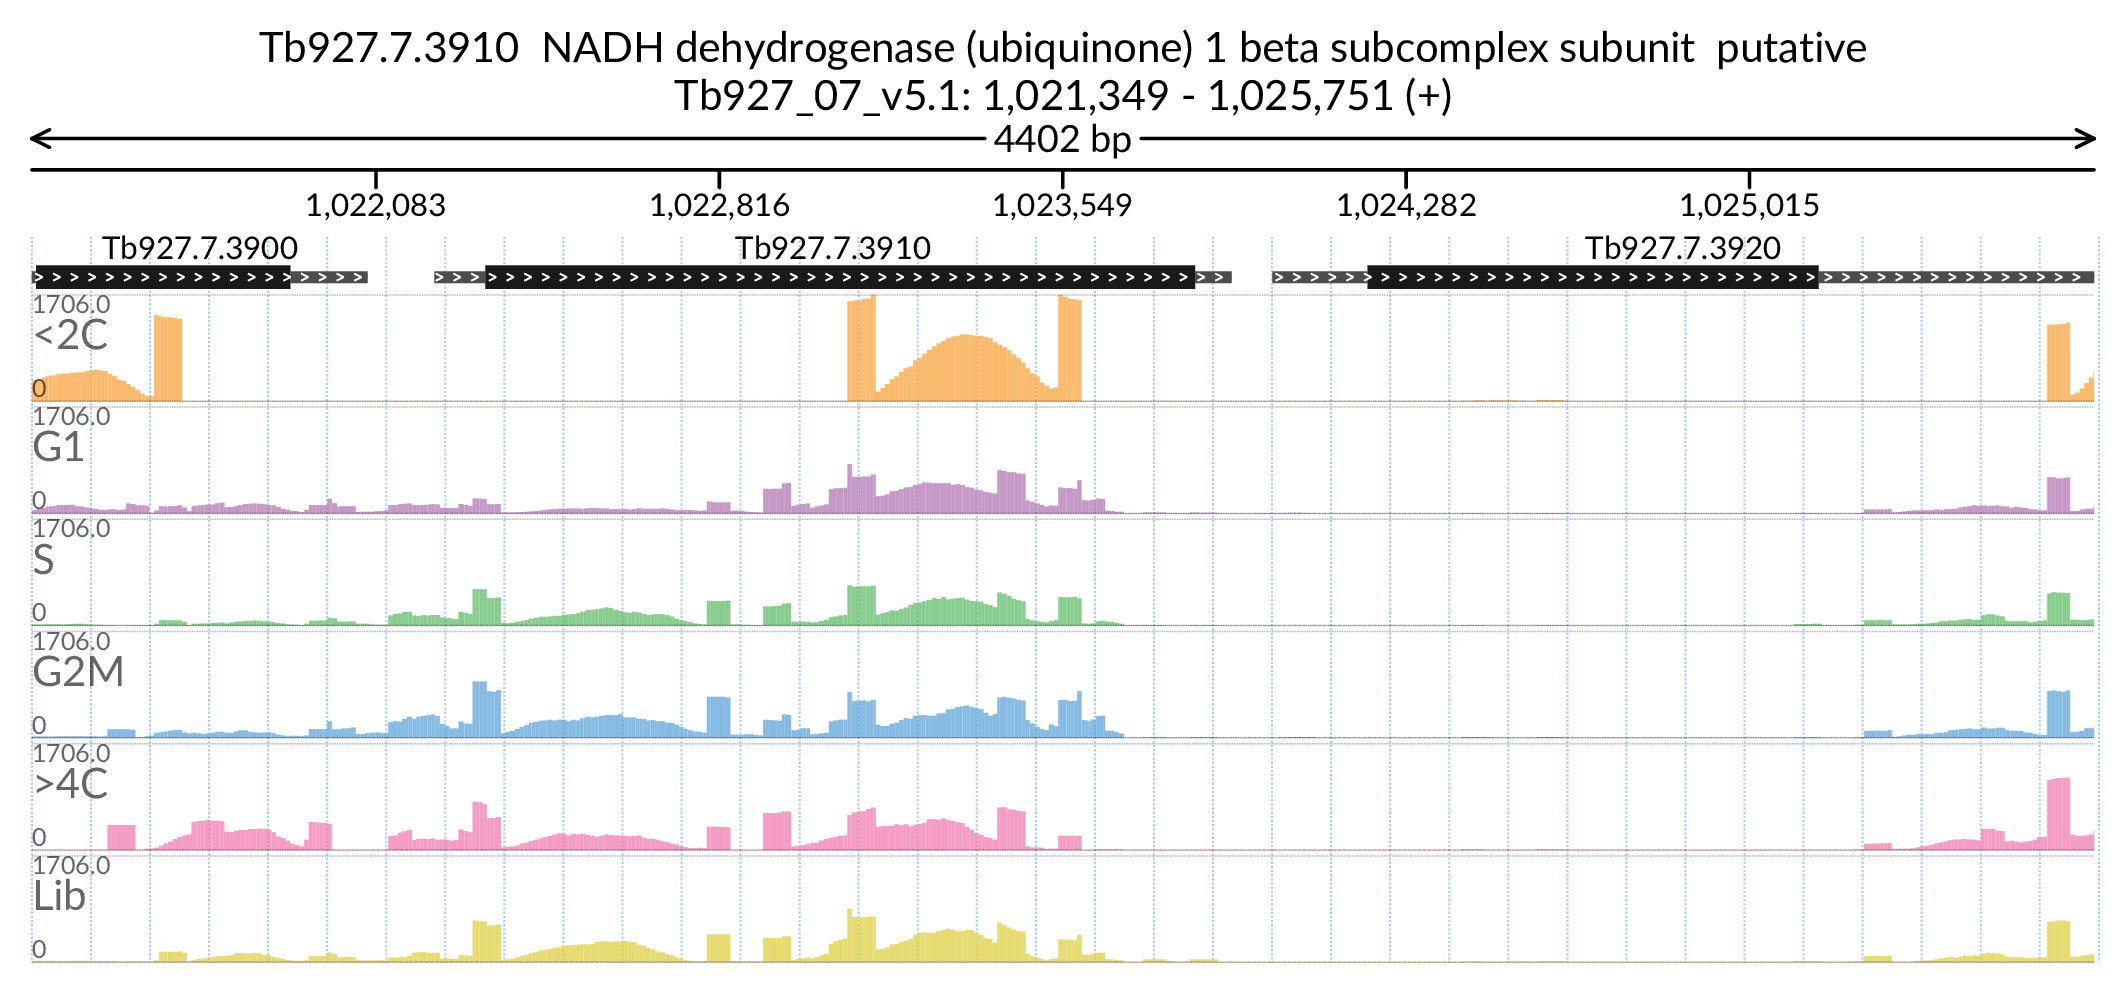 Tb927.7.3910 NADH dehydrogenase (ubiquinone) 1 beta subcomplex subunit putative
Tb927_07_v5.1: 1,021,349 - 1,025,751 (+)
4402 bp
1,022,083 1,022,816 1,023,549 1,024,282 1,025,015
Tb927.7.3900 Tb927.7.3910 Tb927.7.3920
1706.0
<2C
0
1706.0
G1
0
1706.0
S
0
1706.0
G2M
0
1706.0
>4C
0
1706.0
Lib
0